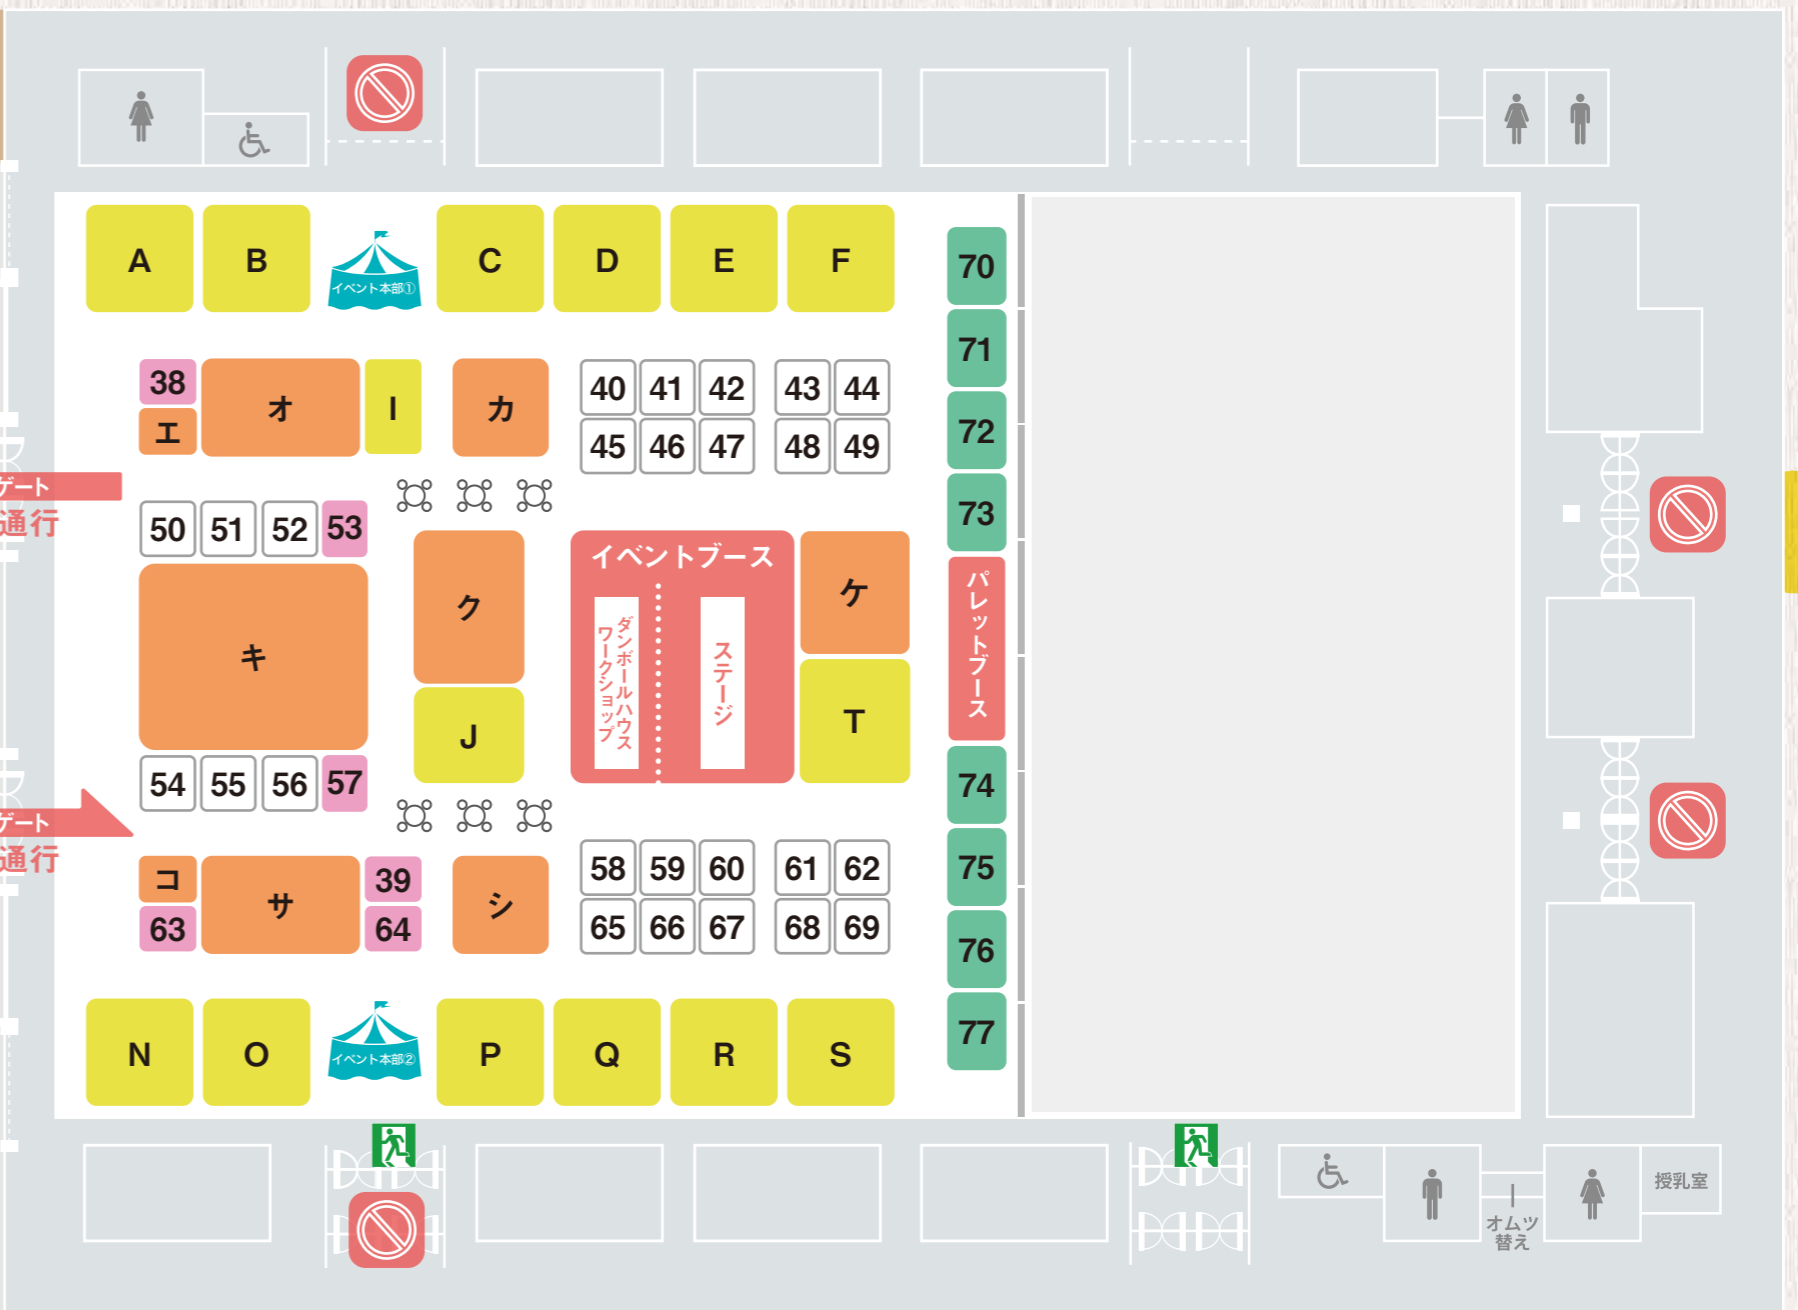 A B イベント本部① C D E F
70
71
72
73
パレットブース
74
75
76
77
38 オ I カ
エ
40 41 42 43 44
45 46 47 48 49
ゲート
通行
50 51 52 53
キ
54 55 56 57
ク
J
イベントブース
ダンボールハウス
ワークショップ
ステージ
ケ
T
ゲート
通行
コ サ 39 シ
63 64
58 59 60 61 62
65 66 67 68 69
N O イベント本部② P Q R S
授乳室
オムツ
替え